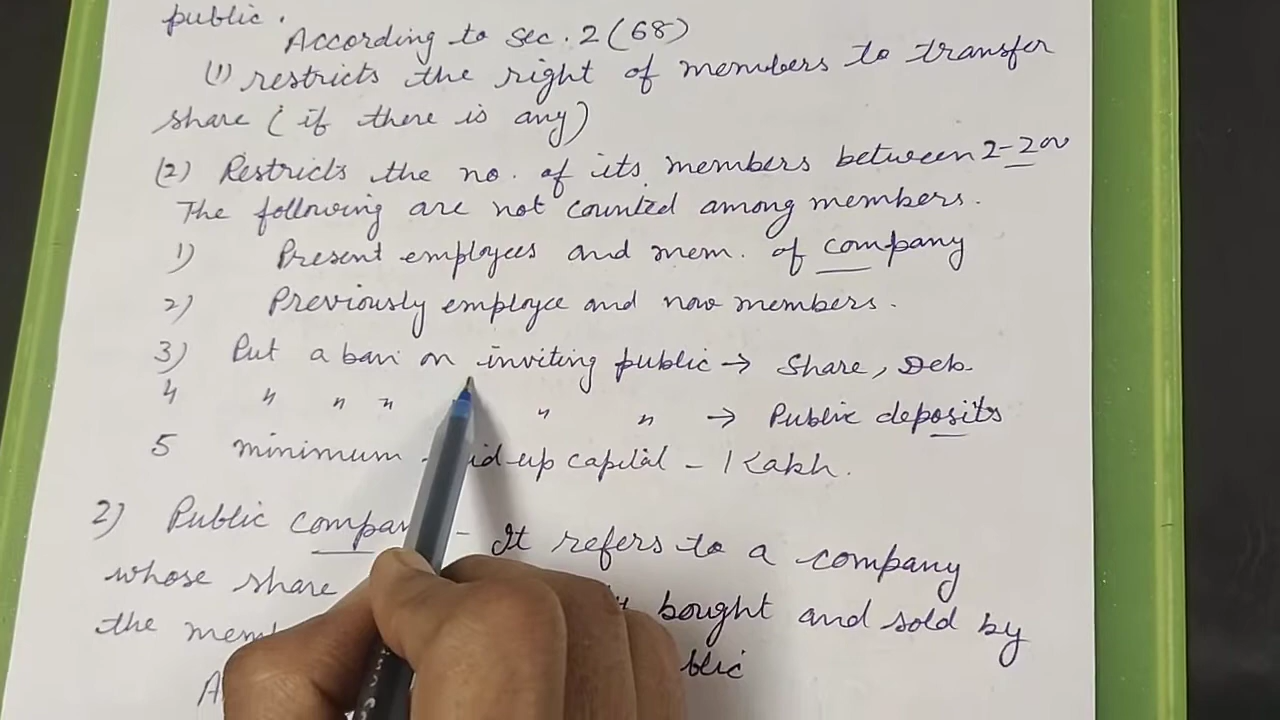 public.
According to sec. 2(68)
(1) restricts the right of members to transfer
share (if there is any)
(2) Restricts the no. of its members between 2-200
The following are not counted among members.
1) Present employees and mem. of company
2) Previously employee and now members.
3) Put a ban on inviting public → Share, Deb.
4 " " " " " → Public deposits
5 minimum up capital - 1 Lakh.
2) Public - It refers to a company
whose share bought and sold by
the